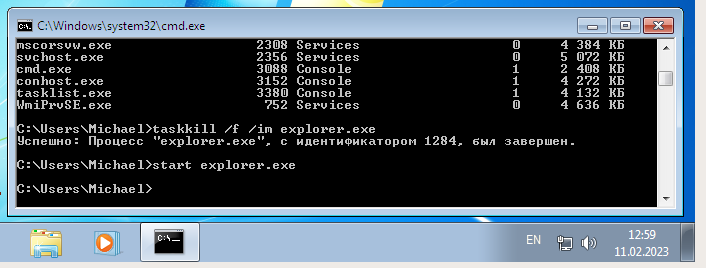 C:\Windows\system32\cmd.exe
mscorsvw.exe 2308 Services 0 4 384 КБ
svchost.exe 2356 Services 0 5 072 КБ
cmd.exe 3088 Console 1 2 408 КБ
conhost.exe 3152 Console 1 4 272 КБ
tasklist.exe 3380 Console 1 4 132 КБ
WmiPrvSE.exe 752 Services 0 4 636 КБ
C:\Users\Michael>taskkill /f /im explorer.exe
Успешно: Процесс "explorer.exe", с идентификатором 1284, был завершен.
C:\Users\Michael>start explorer.exe
C:\Users\Michael>
C:\_
EN
12:59
11.02.2023